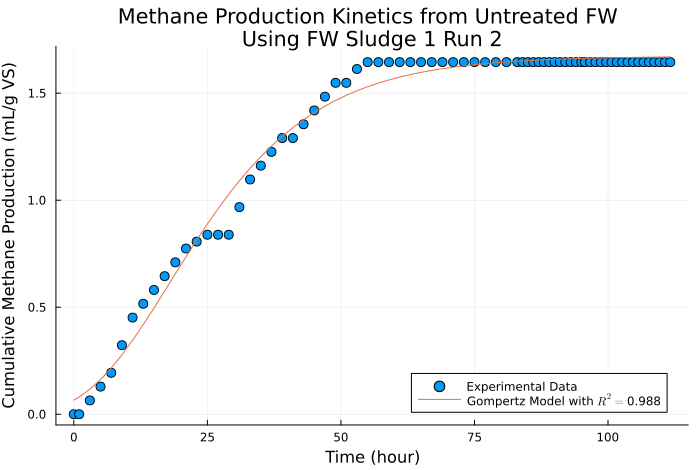 Methane Production Kinetics from Untreated FW
Using FW Sludge 1 Run 2
Cumulative Methane Production (mL/g VS)
1.5
1.0
0.5
0.0
0
25
50
75
100
Time (hour)
Experimental Data
Gompertz Model with R² = 0.988